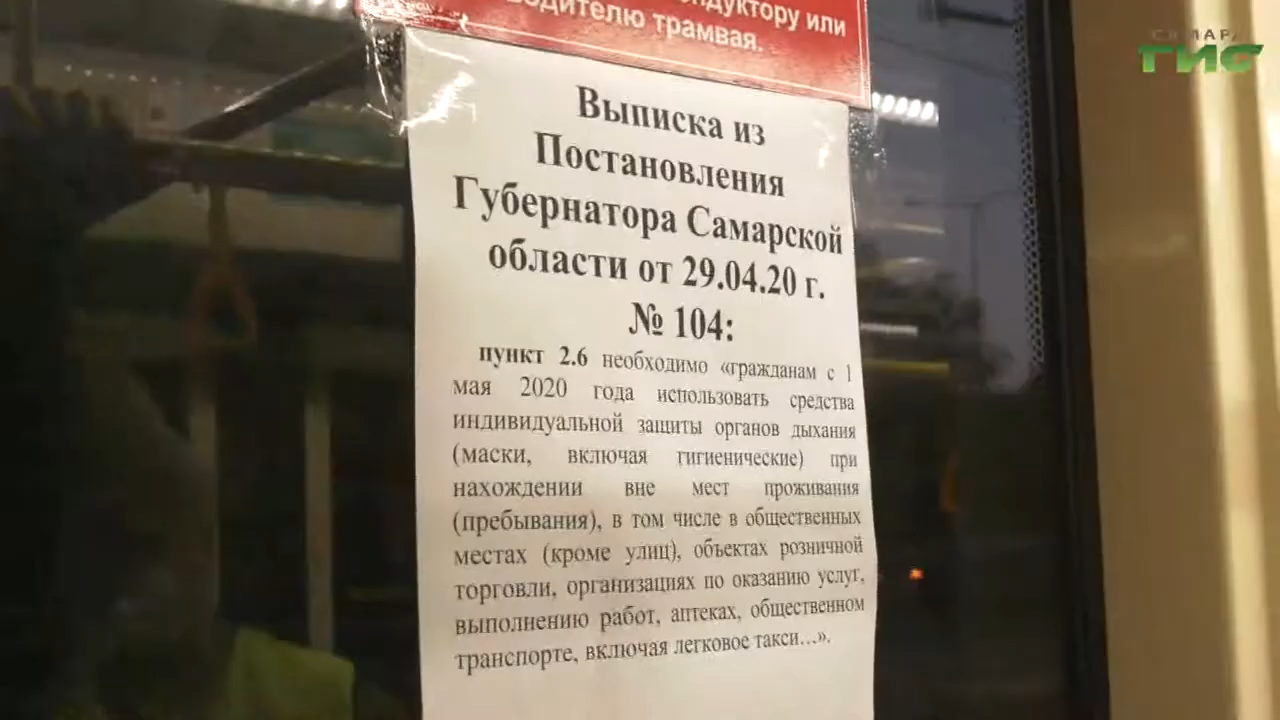 или
водителю трамвая.
САМАРА
ГИС
Выписка из
Постановления
Губернатора Самарской
области от 29.04.20 г.
№ 104:
пункт 2.6 необходимо «гражданам с 1
мая 2020 года использовать средства
индивидуальной защиты органов дыхания
(маски, включая гигиенические) при
нахождении вне мест проживания
(пребывания), в том числе в общественных
местах (кроме улиц), объектах розничной
торговли, организациях по оказанию услуг,
выполнению работ, аптеках, общественном
транспорте, включая легковое такси...».